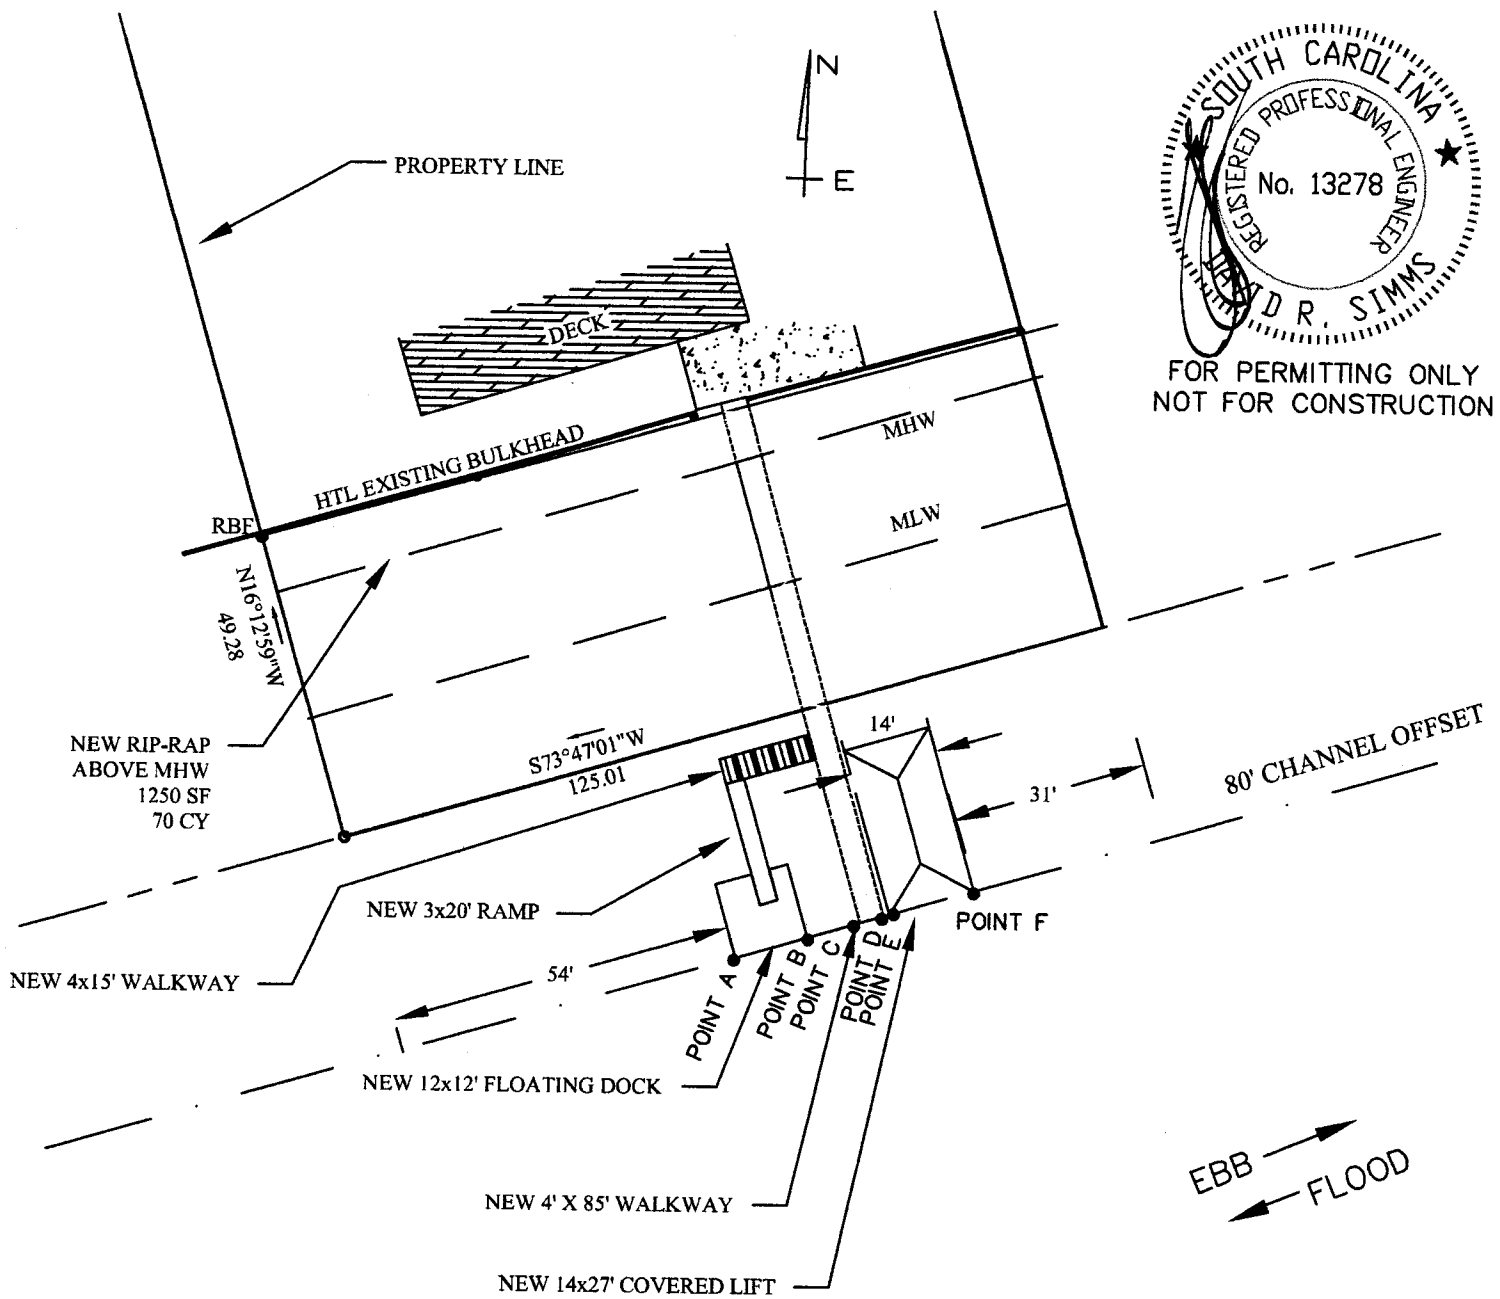 N
E
SOUTH CAROLINA
REGISTERED PROFESSIONAL ENGINEER
No. 13278
DAVID R. SIMMS
FOR PERMITTING ONLY
NOT FOR CONSTRUCTION
PROPERTY LINE
DECK
HTL EXISTING BULKHEAD
MHW
MLW
RBF
N16°12'59"W
49.28
NEW RIP-RAP
ABOVE MHW
1250 SF
70 CY
S73°47'01"W
125.01
14'
31'
80' CHANNEL OFFSET
NEW 3x20' RAMP
POINT F
NEW 4x15' WALKWAY
54'
POINT A
POINT B
POINT C
POINT D
POINT E
NEW 12x12' FLOATING DOCK
NEW 4' X 85' WALKWAY
NEW 14x27' COVERED LIFT
EBB
FLOOD